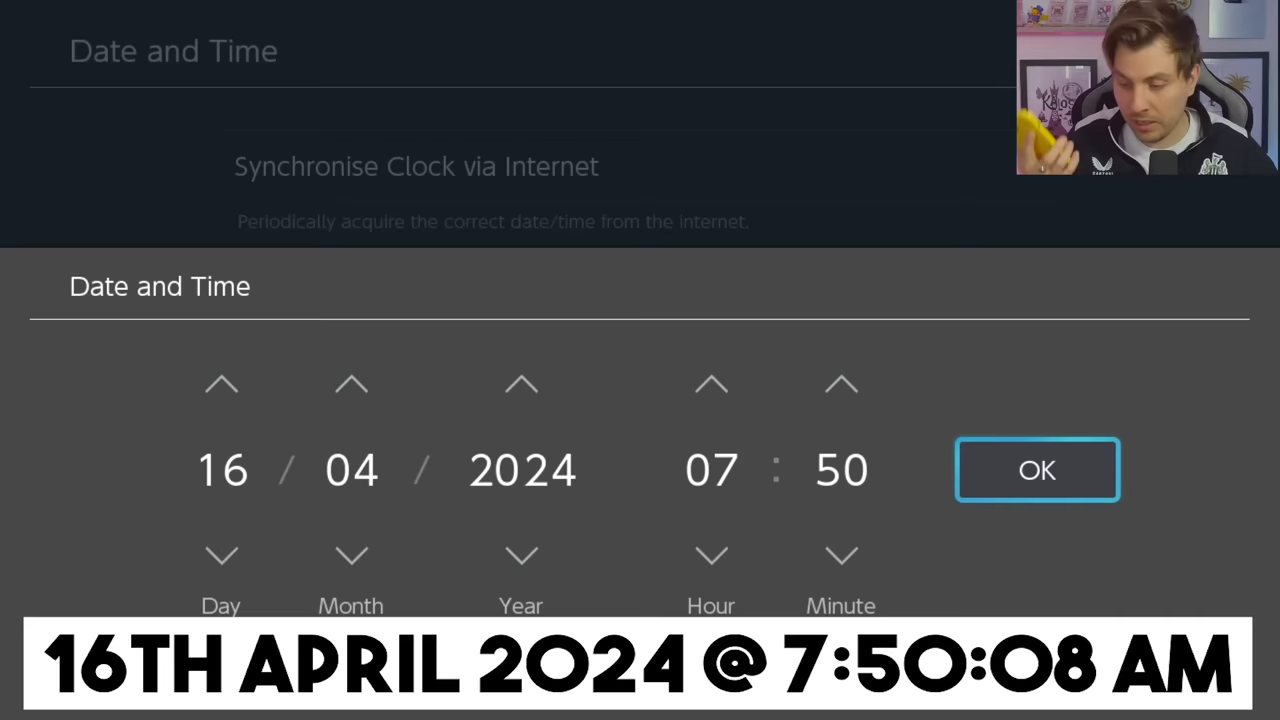 Date and Time
Synchronise Clock via Internet
Periodically acquire the correct date/time from the internet.
Date and Time
16 / 04 / 2024 07 : 50 OK
Day Month Year Hour Minute
16TH APRIL 2024 @ 7:50:08 AM